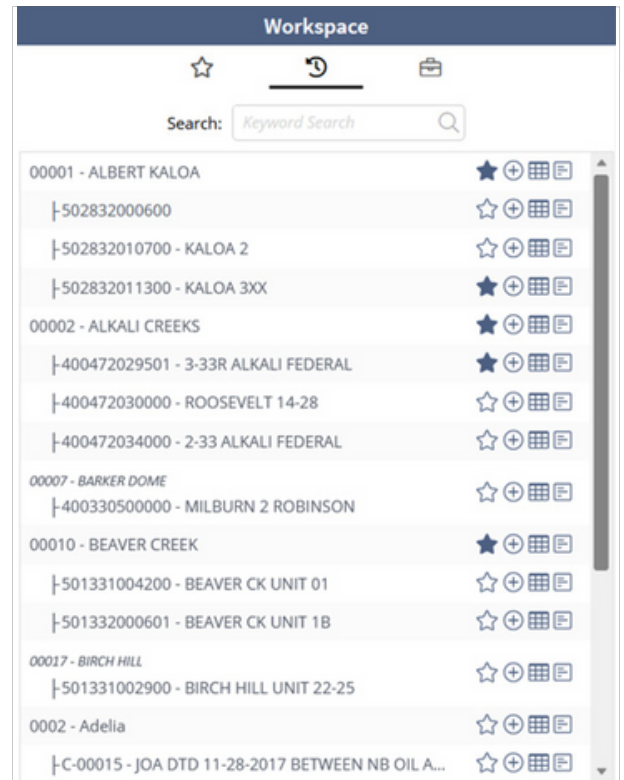 Workspace
Search: Keyword Search
00001 - ALBERT KALOA
502832000600
502832010700 - KALOA 2
502832011300 - KALOA 3XX
00002 - ALKALI CREEKS
400472029501 - 3-33R ALKALI FEDERAL
400472030000 - ROOSEVELT 14-28
400472034000 - 2-33 ALKALI FEDERAL
00007 - BARKER DOME
400330500000 - MILBURN 2 ROBINSON
00010 - BEAVER CREEK
501331004200 - BEAVER CK UNIT 01
501332000601 - BEAVER CK UNIT 1B
00017 - BIRCH HILL
501331002900 - BIRCH HILL UNIT 22-25
0002 - Adelia
C-00015 - JOA DTD 11-28-2017 BETWEEN NB OIL A...